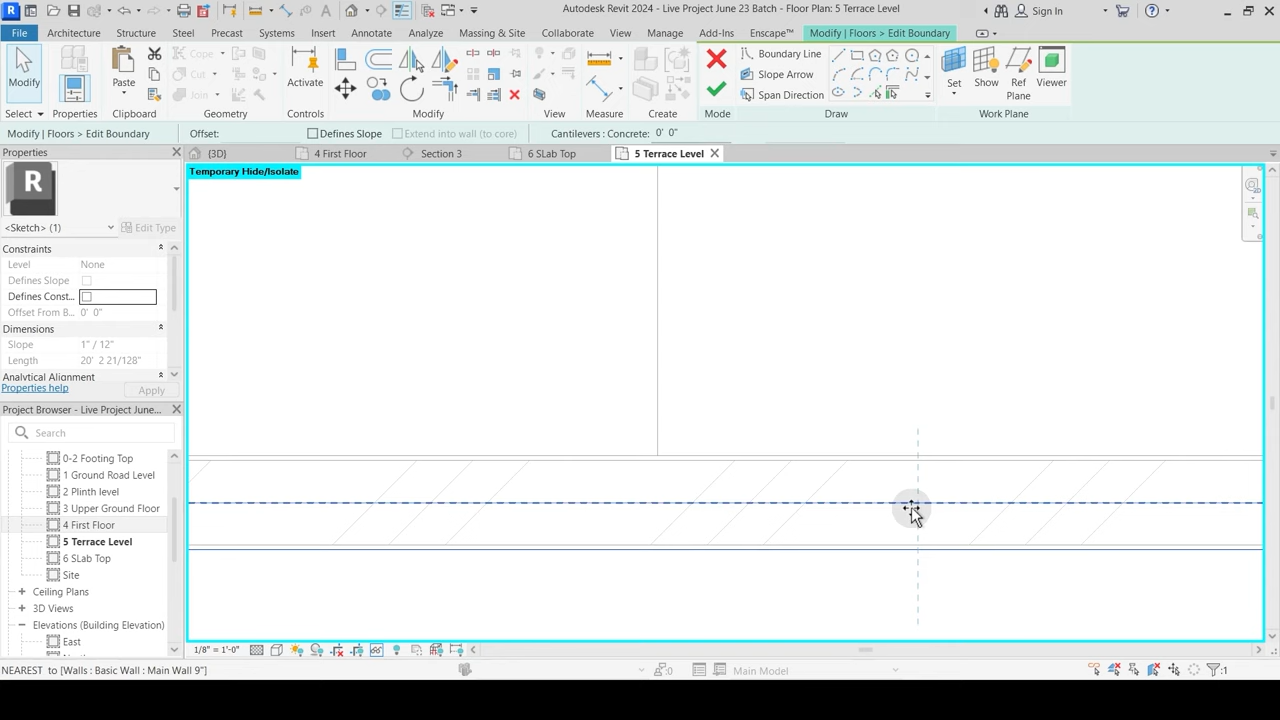 Autodesk Revit 2024 - Live Project June 23 Batch - Floor Plan: 5 Terrace Level
Sign In
File Architecture Structure Steel Precast Systems Insert Annotate Analyze Massing & Site Collaborate View Manage Add-Ins Enscape™ Modify | Floors > Edit Boundary
Modify Paste Cope Cut Join Activate Boundary Line Slope Arrow Span Direction Set Show Ref Plane Viewer
Select Properties Clipboard Geometry Controls Modify View Measure Create Mode Draw Work Plane
Modify | Floors > Edit Boundary Offset: Defines Slope Extend into wall (to core) Cantilevers : Concrete: 0' 0"
Properties
{3D} 4 First Floor Section 3 6 SLab Top 5 Terrace Level
Temporary Hide/Isolate
R
<Sketch> (1) Edit Type
Constraints
Level None
Defines Slope
Defines Const...
Offset From B... 0' 0"
Dimensions
Slope 1" / 12"
Length 20' 2 21/128"
Analytical Alignment
Properties help Apply
Project Browser - Live Project June...
Search
0-2 Footing Top
1 Ground Road Level
2 Plinth level
3 Upper Ground Floor
4 First Floor
5 Terrace Level
6 SLab Top
Site
Ceiling Plans
3D Views
Elevations (Building Elevation)
East
1/8" = 1'-0"
NEAREST to [Walls : Basic Wall : Main Wall 9"] :0 Main Model :1